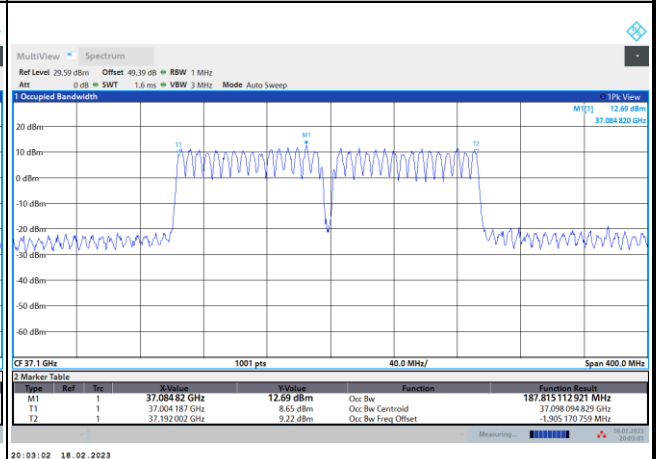 MultiView Spectrum
Ref Level 29.59 dBm Offset 49.39 dB RBW 1 MHz
Att 0 dB SWT 1.6 ms VBW 3 MHz Mode Auto Sweep
1 Occupied Bandwidth 1Pk View
M1[1] 12.69 dBm
37.084 820 GHz
20 dBm
M1
T1 T2
10 dBm
0 dBm
-10 dBm
-20 dBm
-30 dBm
-40 dBm
-50 dBm
-60 dBm
CF 37.1 GHz 1001 pts 40.0 MHz/ Span 400.0 MHz
2 Marker Table
Type Ref Trc X-Value Y-Value Function Function Result
M1 1 37.084 82 GHz 12.69 dBm Occ Bw 187.815 112 921 MHz
T1 1 37.004 187 GHz 8.65 dBm Occ Bw Centroid 37.098 094 829 GHz
T2 1 37.192 002 GHz 9.22 dBm Occ Bw Freq Offset -1.905 170 759 MHz
Measuring... 18.02.2023
20:03:01
20:03:02 18.02.2023